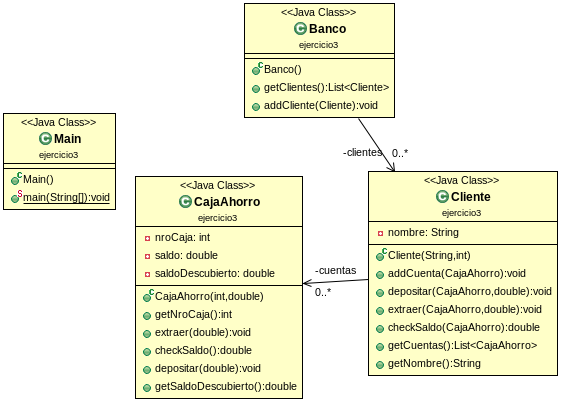 <<Java Class>>
Banco
ejercicio3
Banco()
getClientes():List<Cliente>
addCliente(Cliente):void
<<Java Class>>
Main
ejercicio3
Main()
main(String[]):void
-clientes 0..*
<<Java Class>>
CajaAhorro
ejercicio3
nroCaja: int
saldo: double
saldoDescubierto: double
CajaAhorro(int,double)
getNroCaja():int
extraer(double):void
checkSaldo():double
depositar(double):void
getSaldoDescubierto():double
-cuentas
0..*
<<Java Class>>
Cliente
ejercicio3
nombre: String
Cliente(String,int)
addCuenta(CajaAhorro):void
depositar(CajaAhorro,double):void
extraer(CajaAhorro,double):void
checkSaldo(CajaAhorro):double
getCuentas():List<CajaAhorro>
getNombre():String